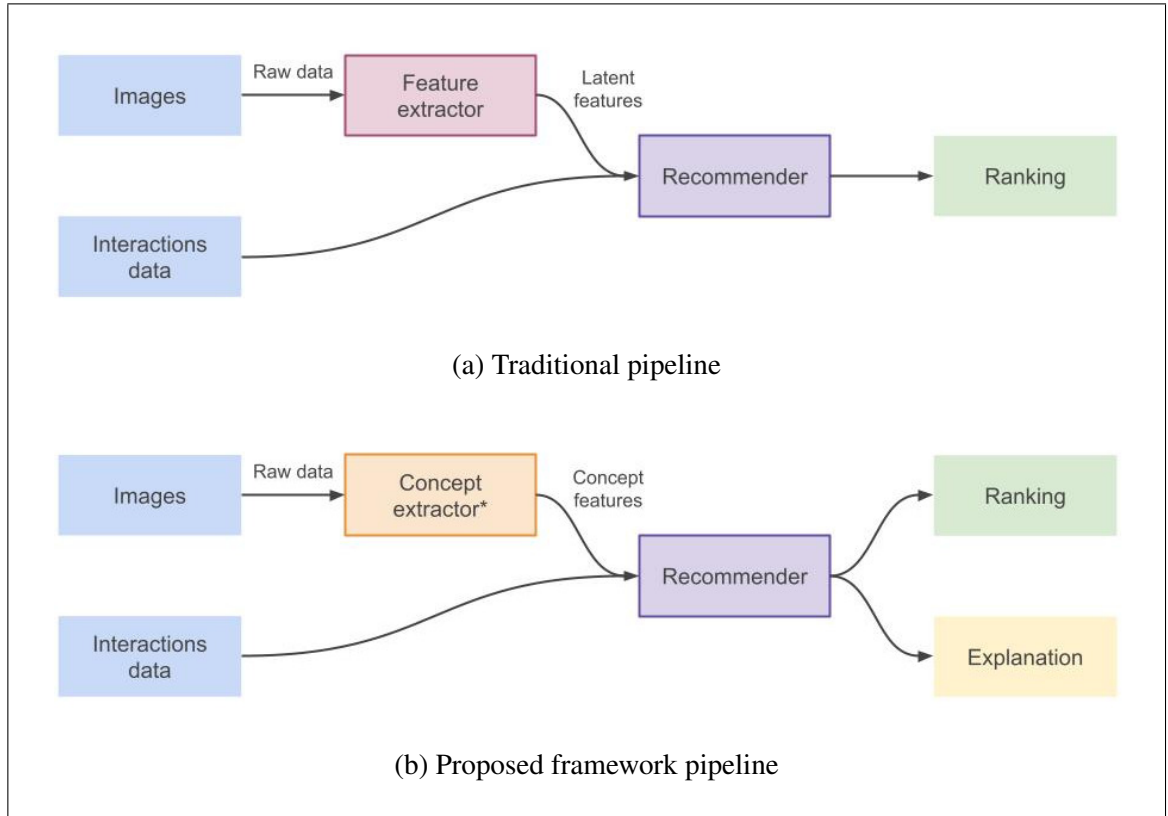 Images
Raw data
Feature
extractor
Latent
features
Recommender
Ranking
Interactions
data
(a) Traditional pipeline
Images
Raw data
Concept
extractor*
Concept
features
Ranking
Recommender
Interactions
data
Explanation
(b) Proposed framework pipeline